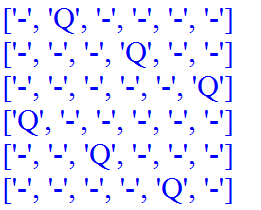 ['-', 'Q', '-', '-', '-', '-']
['-', '-', '-', 'Q', '-', '-']
['-', '-', '-', '-', '-', 'Q']
['Q', '-', '-', '-', '-', '-']
['-', '-', 'Q', '-', '-', '-']
['-', '-', '-', '-', 'Q', '-']